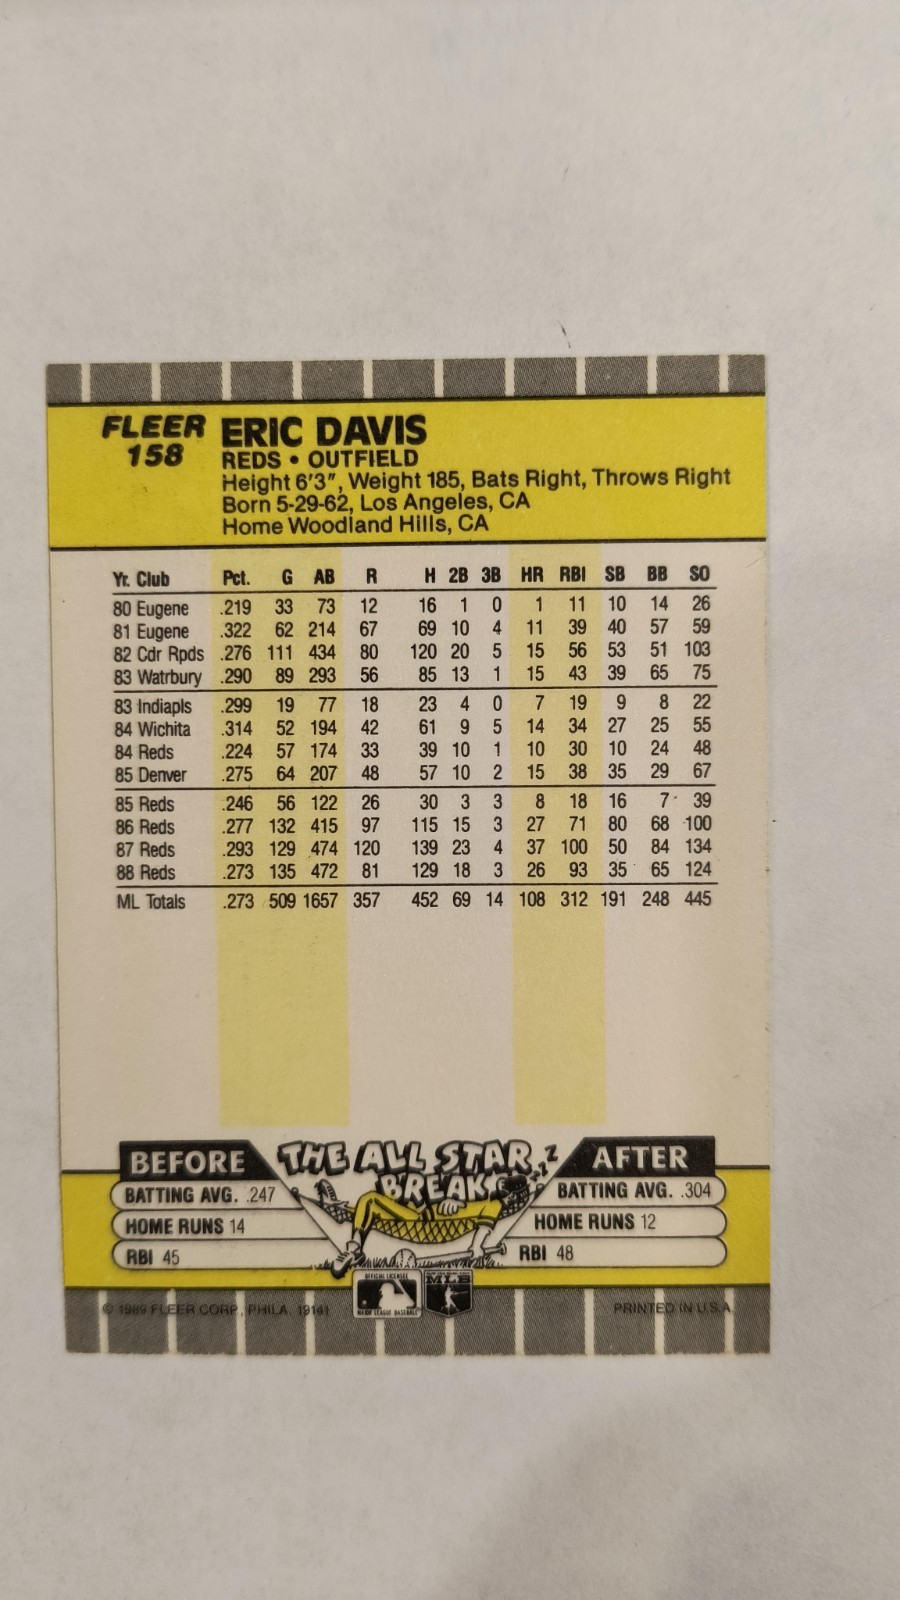 FLEER
158
ERIC DAVIS
REDS • OUTFIELD
Height 6'3", Weight 185, Bats Right, Throws Right
Born 5-29-62, Los Angeles, CA
Home Woodland Hills, CA
Yr. Club Pct. G AB R H 2B 3B HR RBI SB BB SO
80 Eugene .219 33 73 12 16 1 0 1 11 10 14 26
81 Eugene .322 62 214 67 69 10 4 11 39 40 57 59
82 Cdr Rpds .276 111 434 80 120 20 5 15 56 53 51 103
83 Watrbury .290 89 293 56 85 13 1 15 43 39 65 75
83 Indiapls .299 19 77 18 23 4 0 7 19 9 8 22
84 Wichita .314 52 194 42 61 9 5 14 34 27 25 55
84 Reds .224 57 174 33 39 10 1 10 30 10 24 48
85 Denver .275 64 207 48 57 10 2 15 38 35 29 67
85 Reds .246 56 122 26 30 3 3 8 18 16 7 39
86 Reds .277 132 415 97 115 15 3 27 71 80 68 100
87 Reds .293 129 474 120 139 23 4 37 100 50 84 134
88 Reds .273 135 472 81 129 18 3 26 93 35 65 124
ML Totals .273 509 1657 357 452 69 14 108 312 191 248 445
THE ALL STAR
BREAK
ZZZ
BEFORE
BATTING AVG. .247
HOME RUNS 14
RBI 45
AFTER
BATTING AVG. .304
HOME RUNS 12
RBI 48
OFFICIAL LICENSEE
MAJOR LEAGUE BASEBALL
MLB
© 1989 FLEER CORP., PHILA. 19141
PRINTED IN U.S.A.